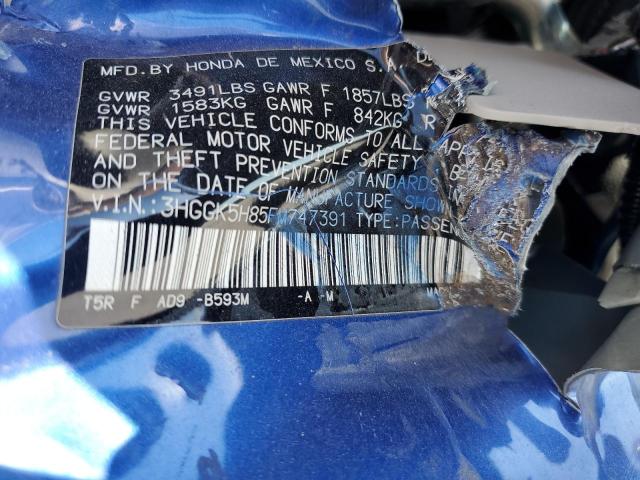 MFD. BY HONDA DE MEXICO S.A. D
GVWR 3491LBS GAWR F 1857LBS R
GVWR 1583KG GAWR F 842KG R
THIS VEHICLE CONFORMS TO ALL
FEDERAL MOTOR VEHICLE SAFETY, B
AND THEFT PREVENTION STANDARDS IN
ON THE DATE OF MANUFACTURE SHOWN
V.I.N.: 3HGGK5H85FM747391 TYPE:PASSEN
T5R F AD9 -B593M -A-M